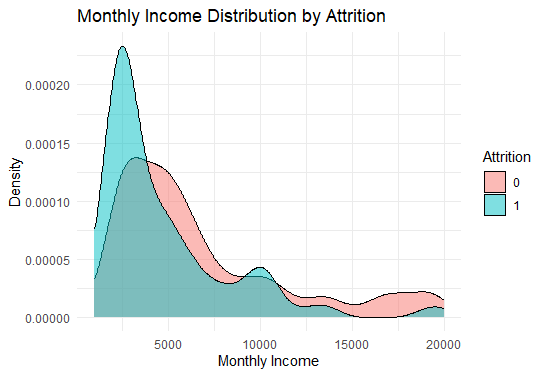 Monthly Income Distribution by Attrition
0.00020
0.00015
0.00010
0.00005
0.00000
Density
5000 10000 15000 20000
Monthly Income
Attrition
0
1